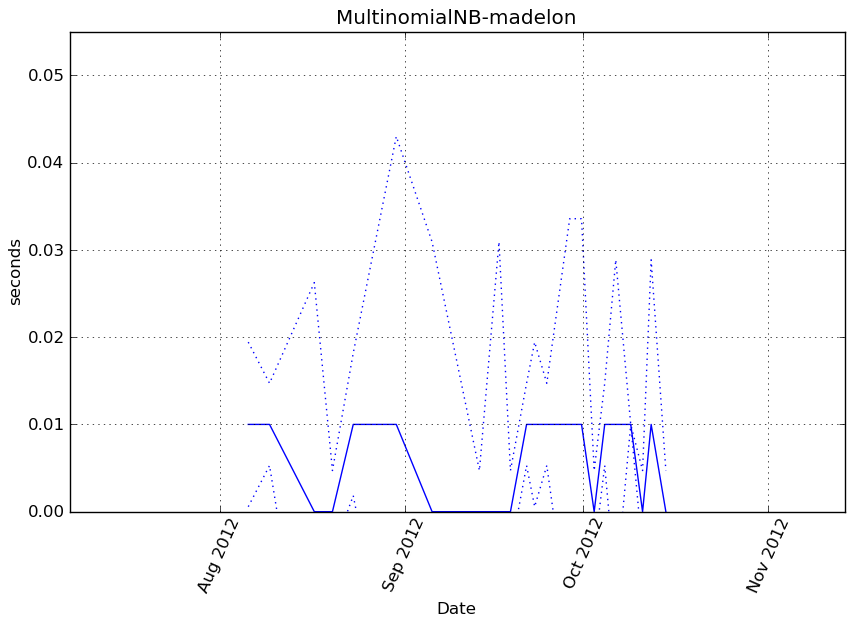 MultinomialNB-madelon
0.05
0.04
0.03
0.02
0.01
0.00
seconds
Aug 2012
Sep 2012
Oct 2012
Nov 2012
Date